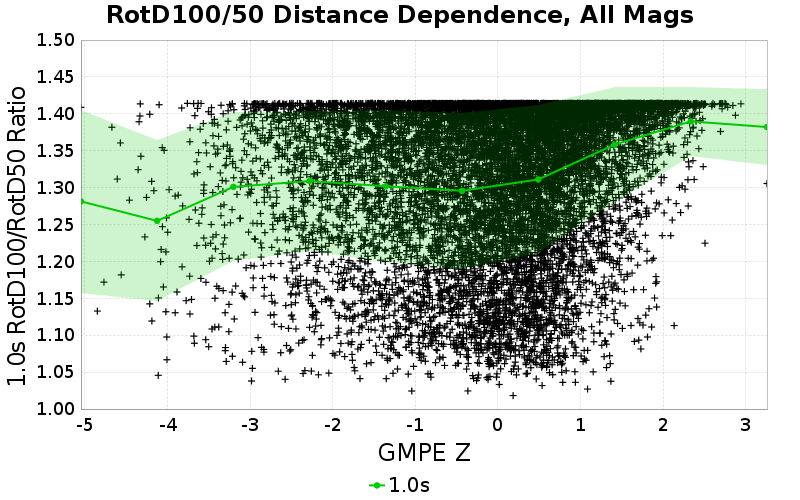 RotD100/50 Distance Dependence, All Mags
1.0s RotD100/RotD50 Ratio
1.50
1.45
1.40
1.35
1.30
1.25
1.20
1.15
1.10
1.05
1.00
-5 -4 -3 -2 -1 0 1 2 3
GMPE Z
1.0s